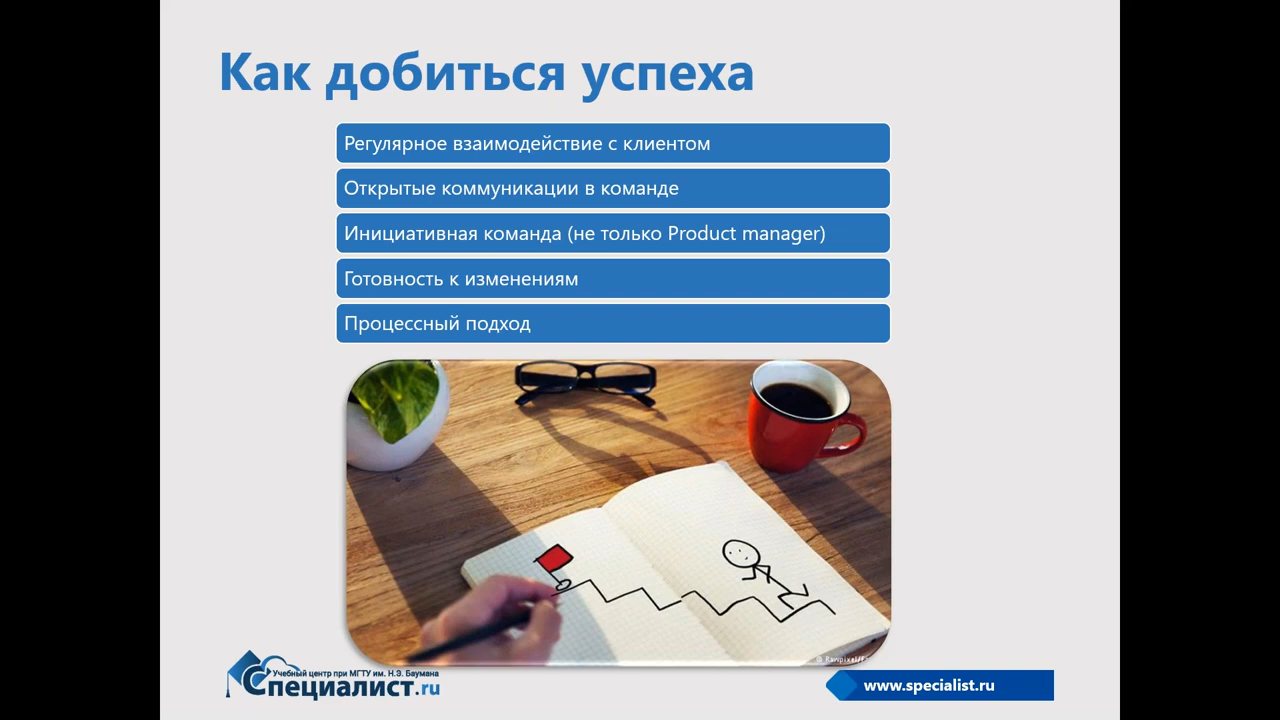 Как добиться успеха
Регулярное взаимодействие с клиентом
Открытые коммуникации в команде
Инициативная команда (не только Product manager)
Готовность к изменениям
Процессный подход
© Rawpixel/
Учебный центр при МГТУ им. Н.Э. Баумана
Специалист.ru
www.specialist.ru